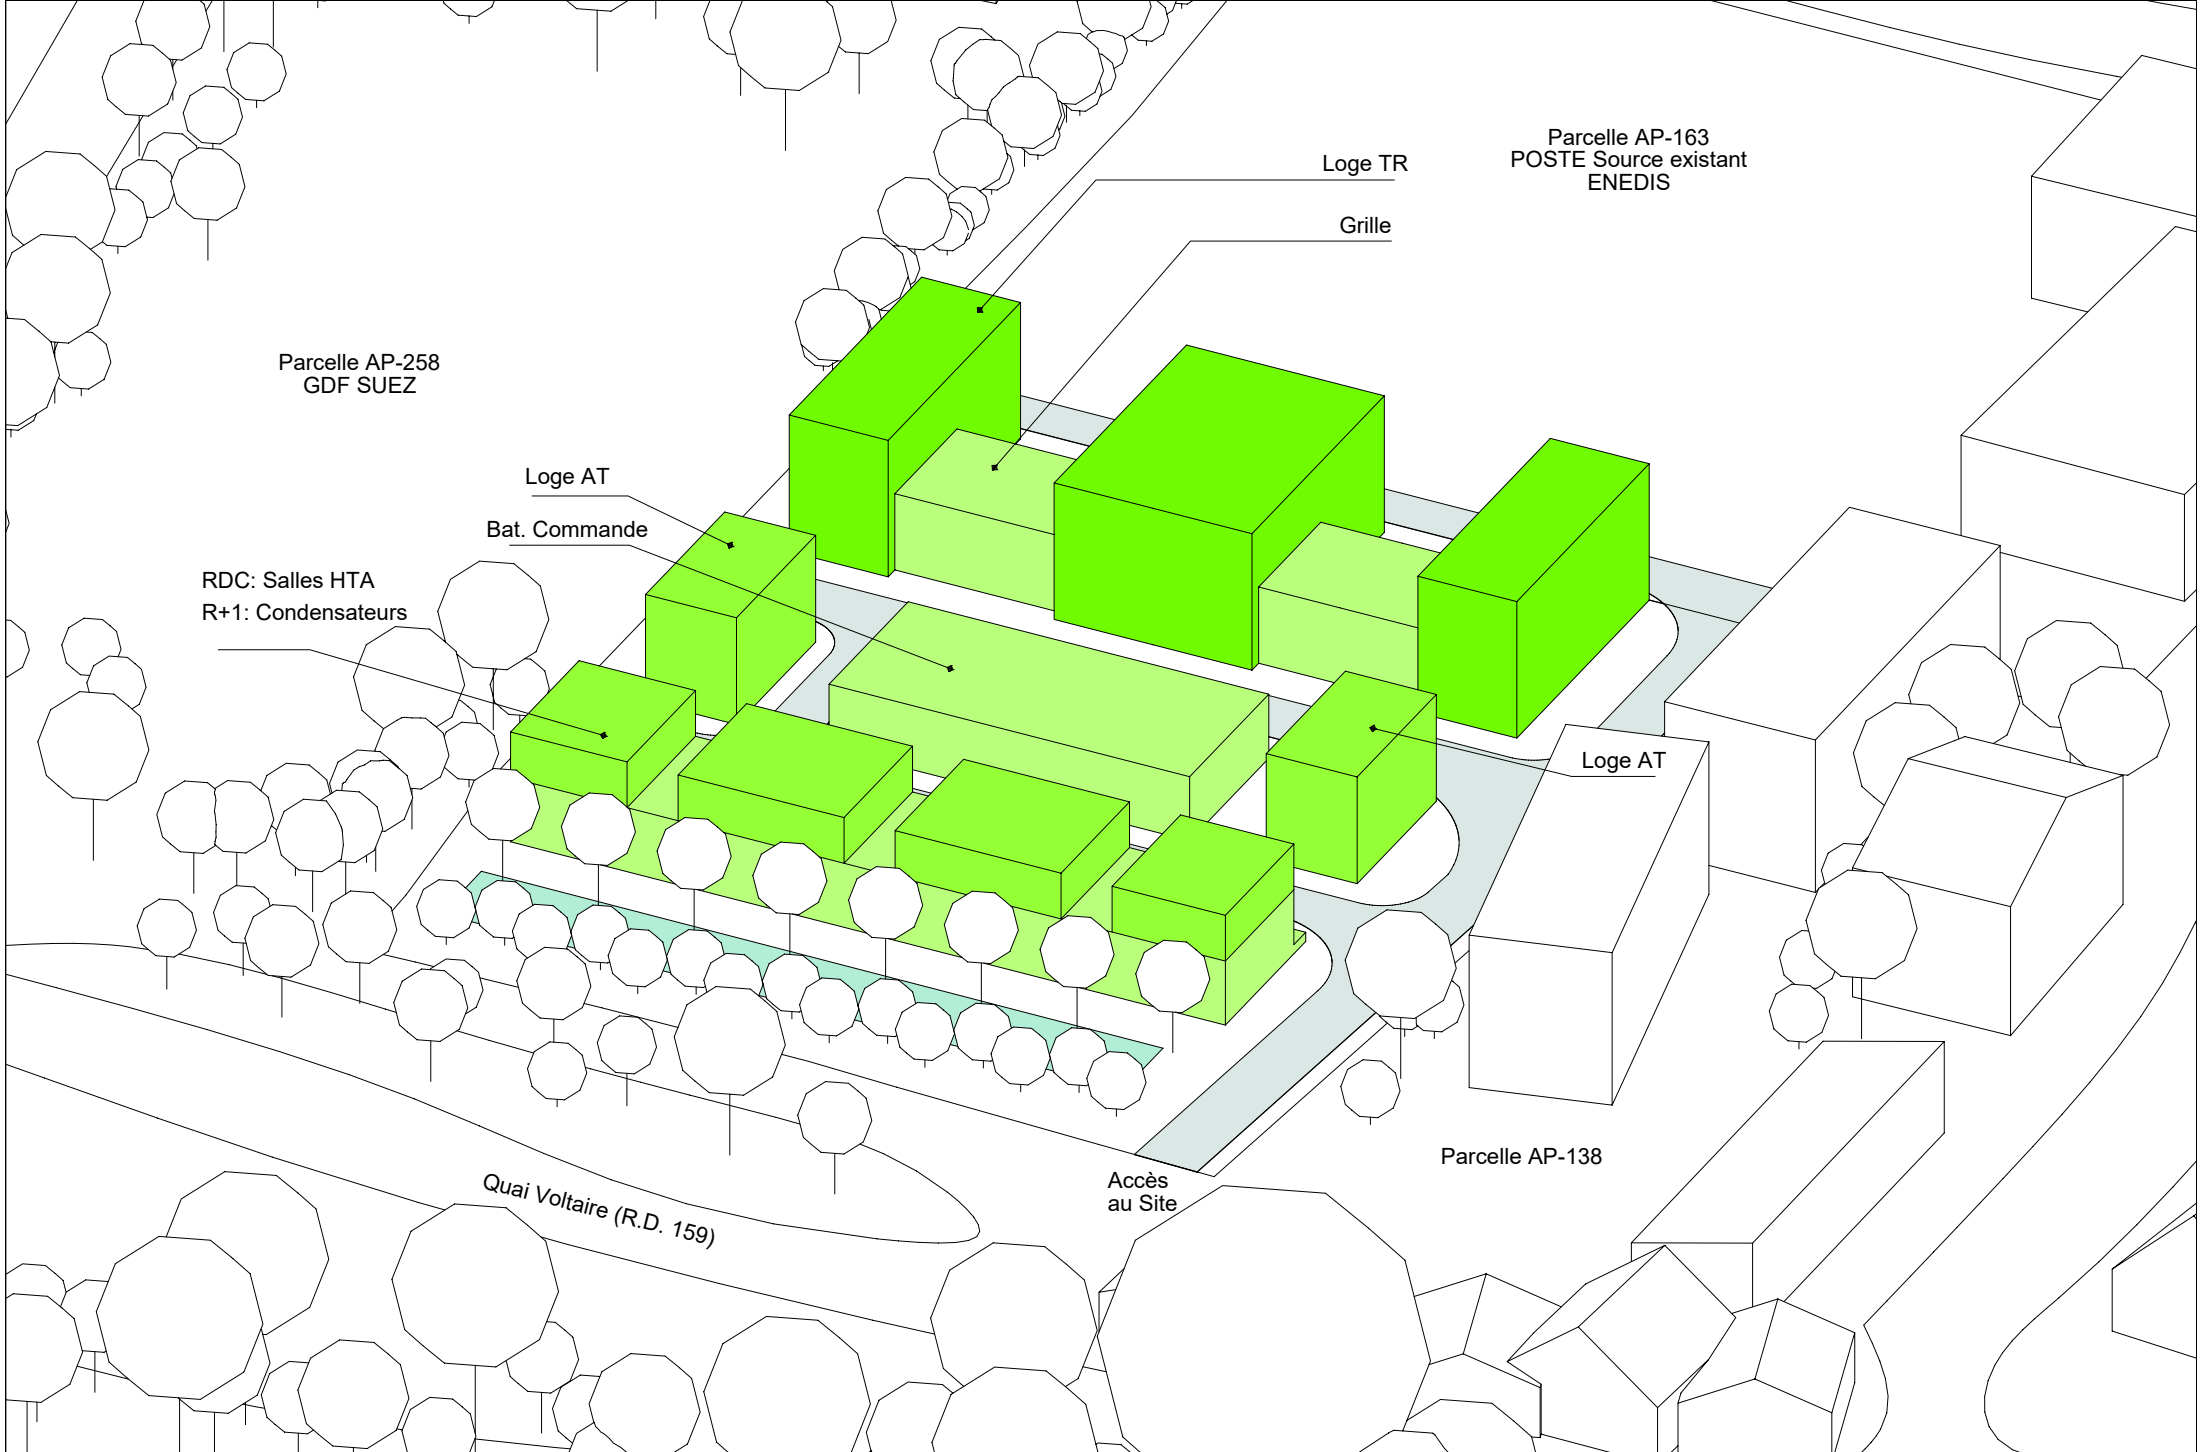 Parcelle AP-163
POSTE Source existant
ENEDIS
Loge TR
Grille
Parcelle AP-258
GDF SUEZ
Loge AT
Bat. Commande
RDC: Salles HTA
R+1: Condensateurs
Loge AT
Parcelle AP-138
Accès
au Site
Quai Voltaire (R.D. 159)